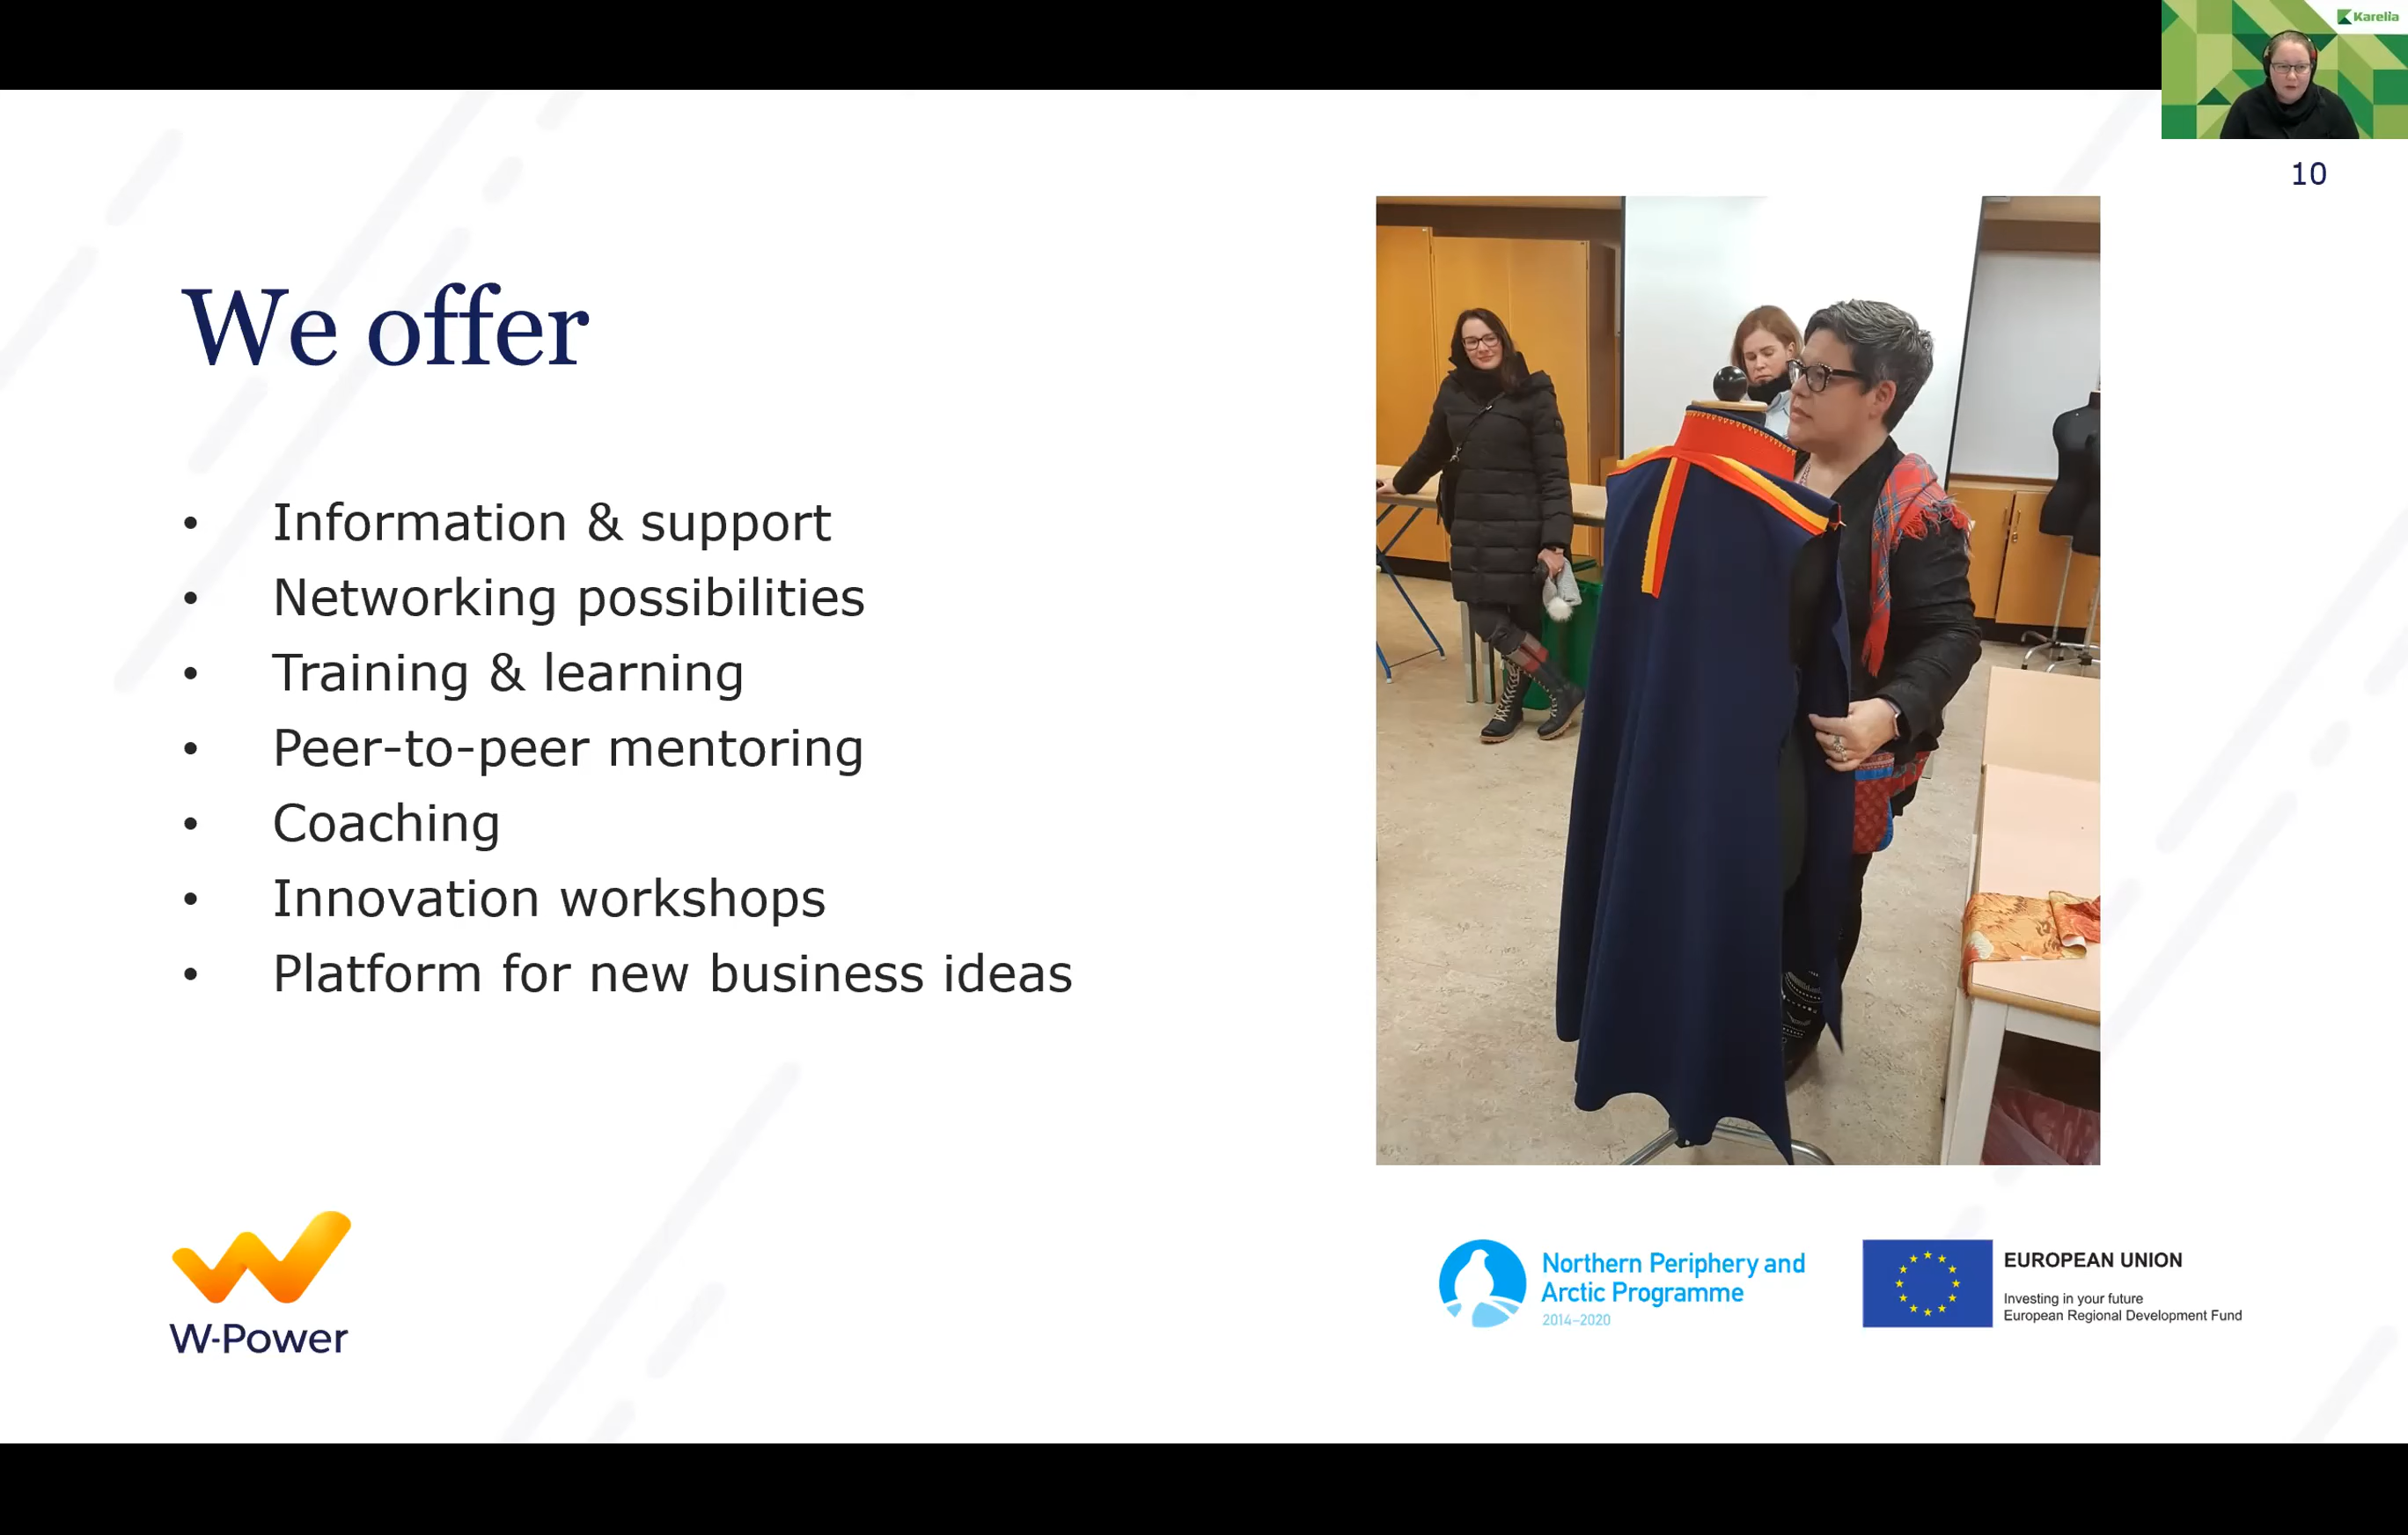 Karelia
10
We offer
• Information & support
• Networking possibilities
• Training & learning
• Peer-to-peer mentoring
• Coaching
• Innovation workshops
• Platform for new business ideas
W-Power
Northern Periphery and
Arctic Programme
2014–2020
EUROPEAN UNION
Investing in your future
European Regional Development Fund